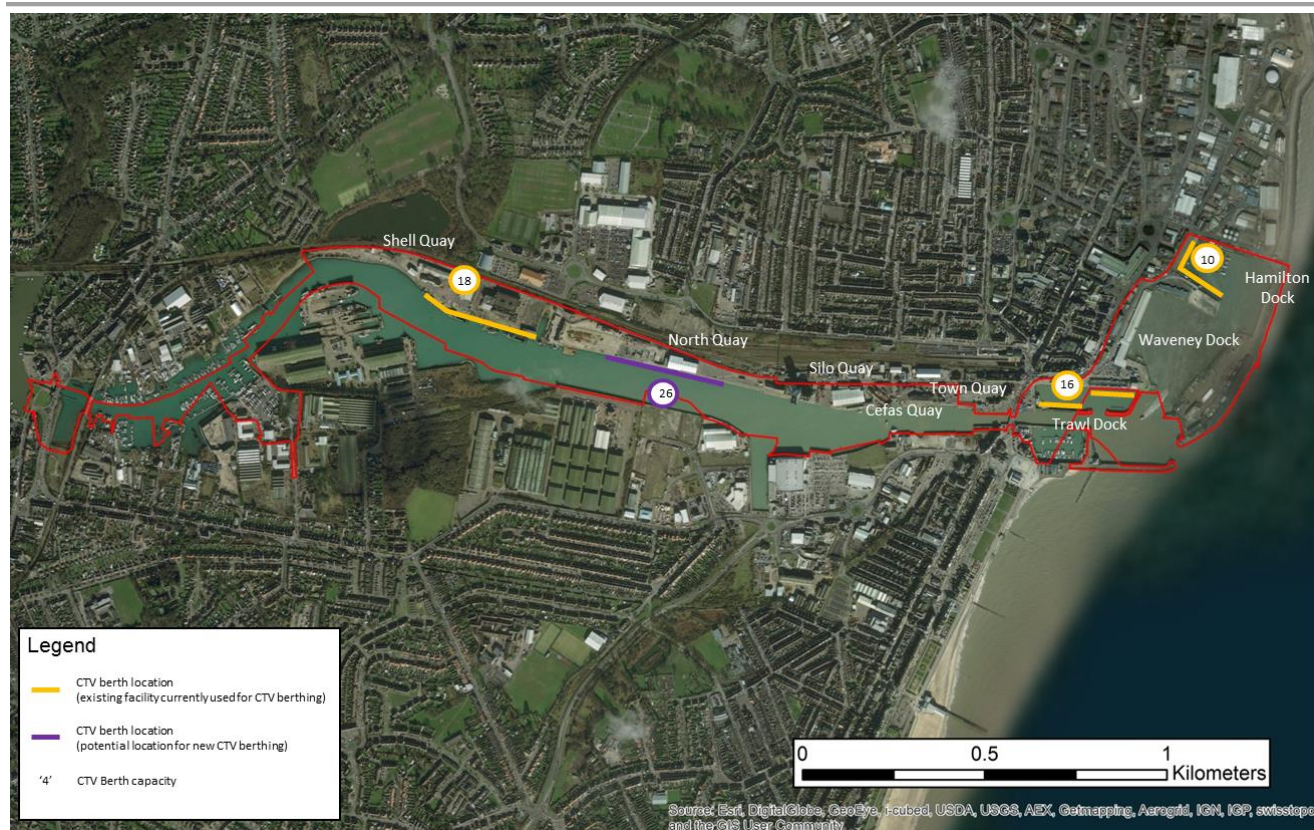 Shell Quay
18
10
Hamilton
Dock
Waveney Dock
North Quay
Silo Quay
16
Town Quay
26
Cefas Quay
Trawl Dock
Legend
CTV berth location
(existing facility currently used for CTV berthing)
CTV berth location
(potential location for new CTV berthing)
'4' CTV Berth capacity
0 0.5 1
Kilometers
Source: Esri, DigitalGlobe, GeoEye, i-cubed, USDA, USGS, AEX, Getmapping, Aerogrid, IGN, IGP, swisstopo
and the GIS User Community